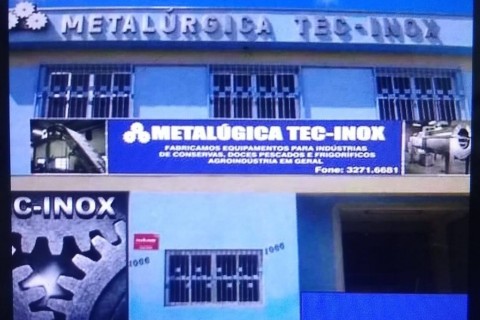 METALÚRGICA TEC-INOX
METALÚGICA TEC-INOX
FABRICAMOS EQUIPAMENTOS PARA INDÚSTRIAS
DE CONSERVAS, DOCES PESCADOS E FRIGORÍFICOS
AGROINDÚSTRIA EM GERAL
Fone: 3271.6681
C-INOX
1066
1066